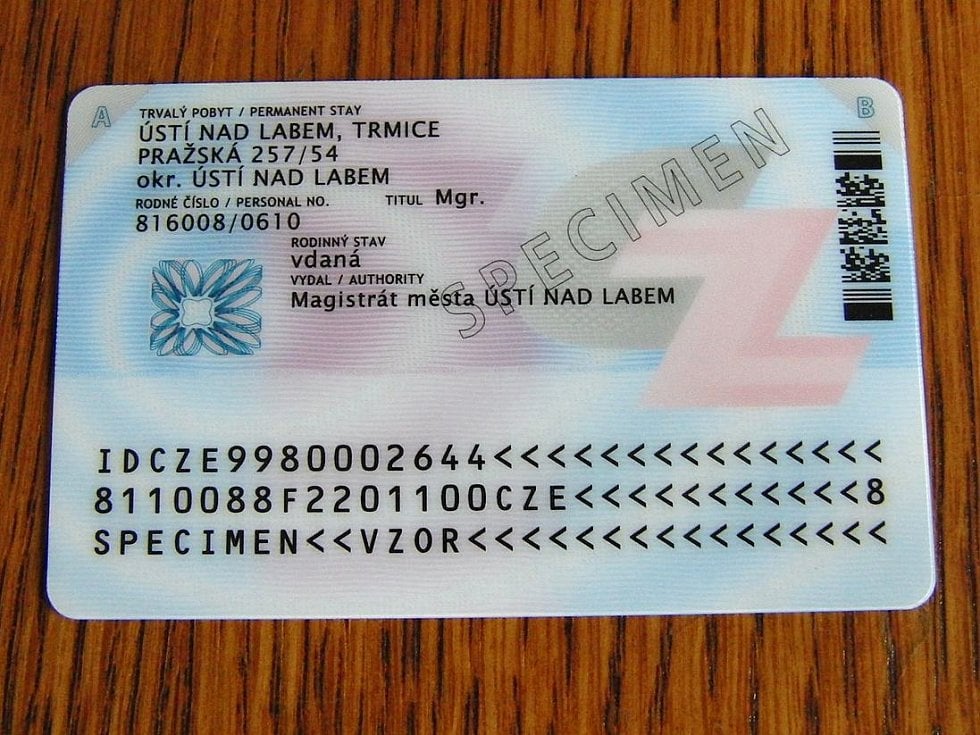 A
B
TRVALÝ POBYT / PERMANENT STAY
ÚSTÍ NAD LABEM, TRMICE
PRAŽSKÁ 257/54
okr. ÚSTÍ NAD LABEM
RODNÉ ČÍSLO / PERSONAL NO. TITUL Mgr.
816008/0610
RODINNÝ STAV
vdaná
VYDAL / AUTHORITY
Magistrát města ÚSTÍ NAD LABEM
SPECIMEN
CZ
IDCZE9980002644<<<<<<<<<<<<<<<
8110088F2201100CZE<<<<<<<<<<<8
SPECIMEN<<VZOR<<<<<<<<<<<<<<<<